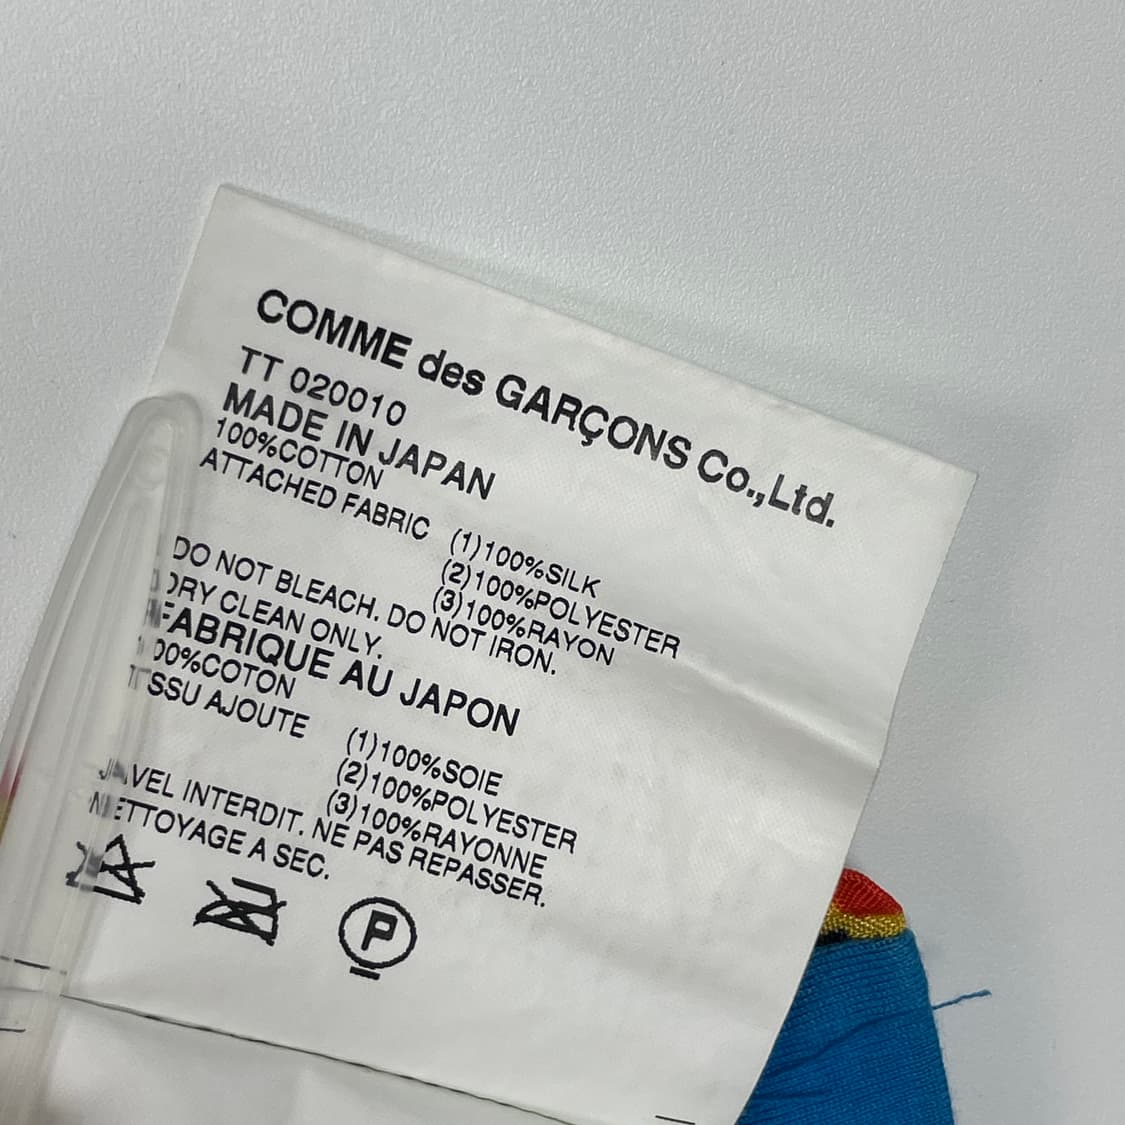 COMME des GARÇONS Co.,Ltd.
TT 020010
MADE IN JAPAN
100%COTTON
ATTACHED FABRIC (1)100%SILK
(2)100%POLYESTER
(3)100%RAYON
DO NOT BLEACH. DO NOT IRON.
DRY CLEAN ONLY.
FABRIQUE AU JAPON
100%COTON
TISSU AJOUTE (1)100%SOIE
(2)100%POLYESTER
(3)100%RAYONNE
JAVEL INTERDIT. NE PAS REPASSER.
NETTOYAGE A SEC.
P